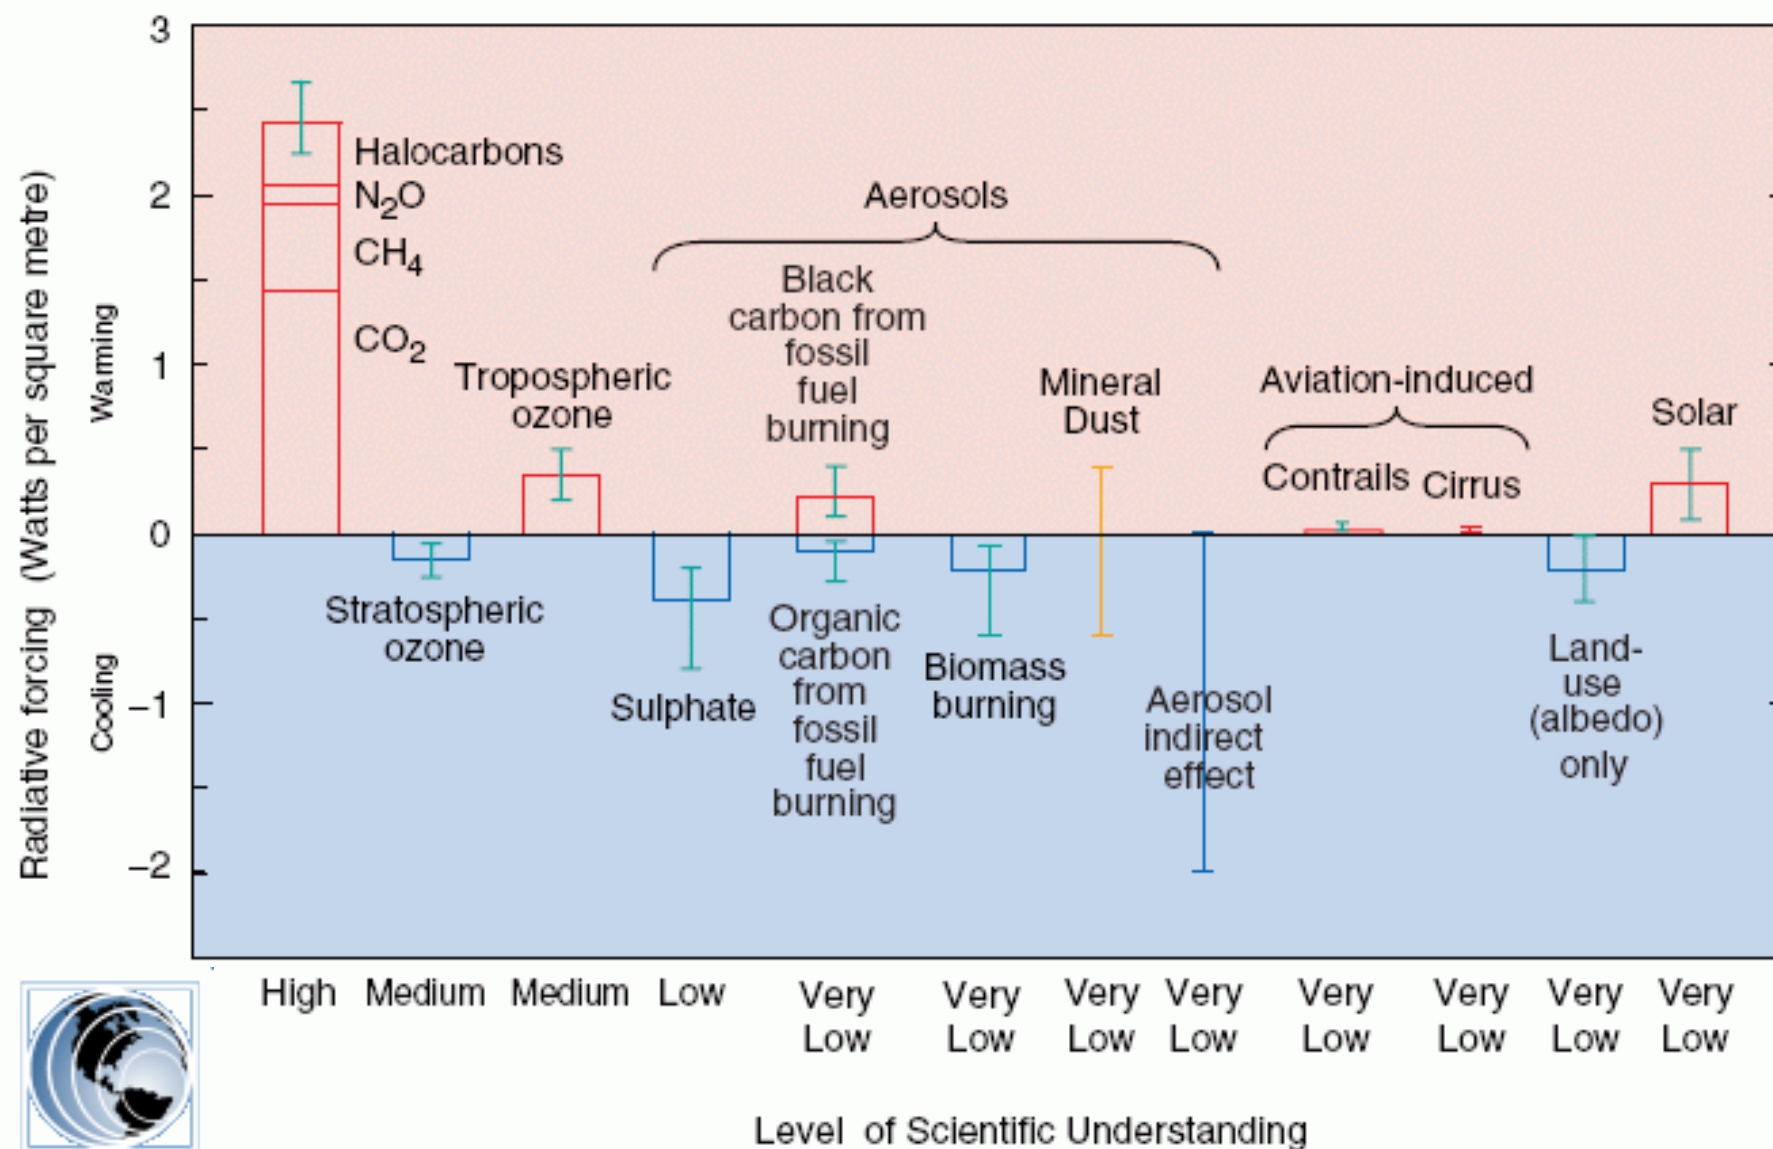 Radiative forcing (Watts per square metre)
Warming
Cooling
3
2
1
0
−1
−2
Halocarbons
N₂O
CH₄
CO₂
Tropospheric
ozone
Stratospheric
ozone
Aerosols
Sulphate
Black
carbon from
fossil
fuel
burning
Organic
carbon
from
fossil
fuel
burning
Biomass
burning
Mineral
Dust
Aerosol
indirect
effect
Aviation-induced
Contrails
Cirrus
Land-
use
(albedo)
only
Solar
High
Medium
Medium
Low
Very
Low
Very
Low
Very
Low
Very
Low
Very
Low
Very
Low
Very
Low
Very
Low
Level of Scientific Understanding